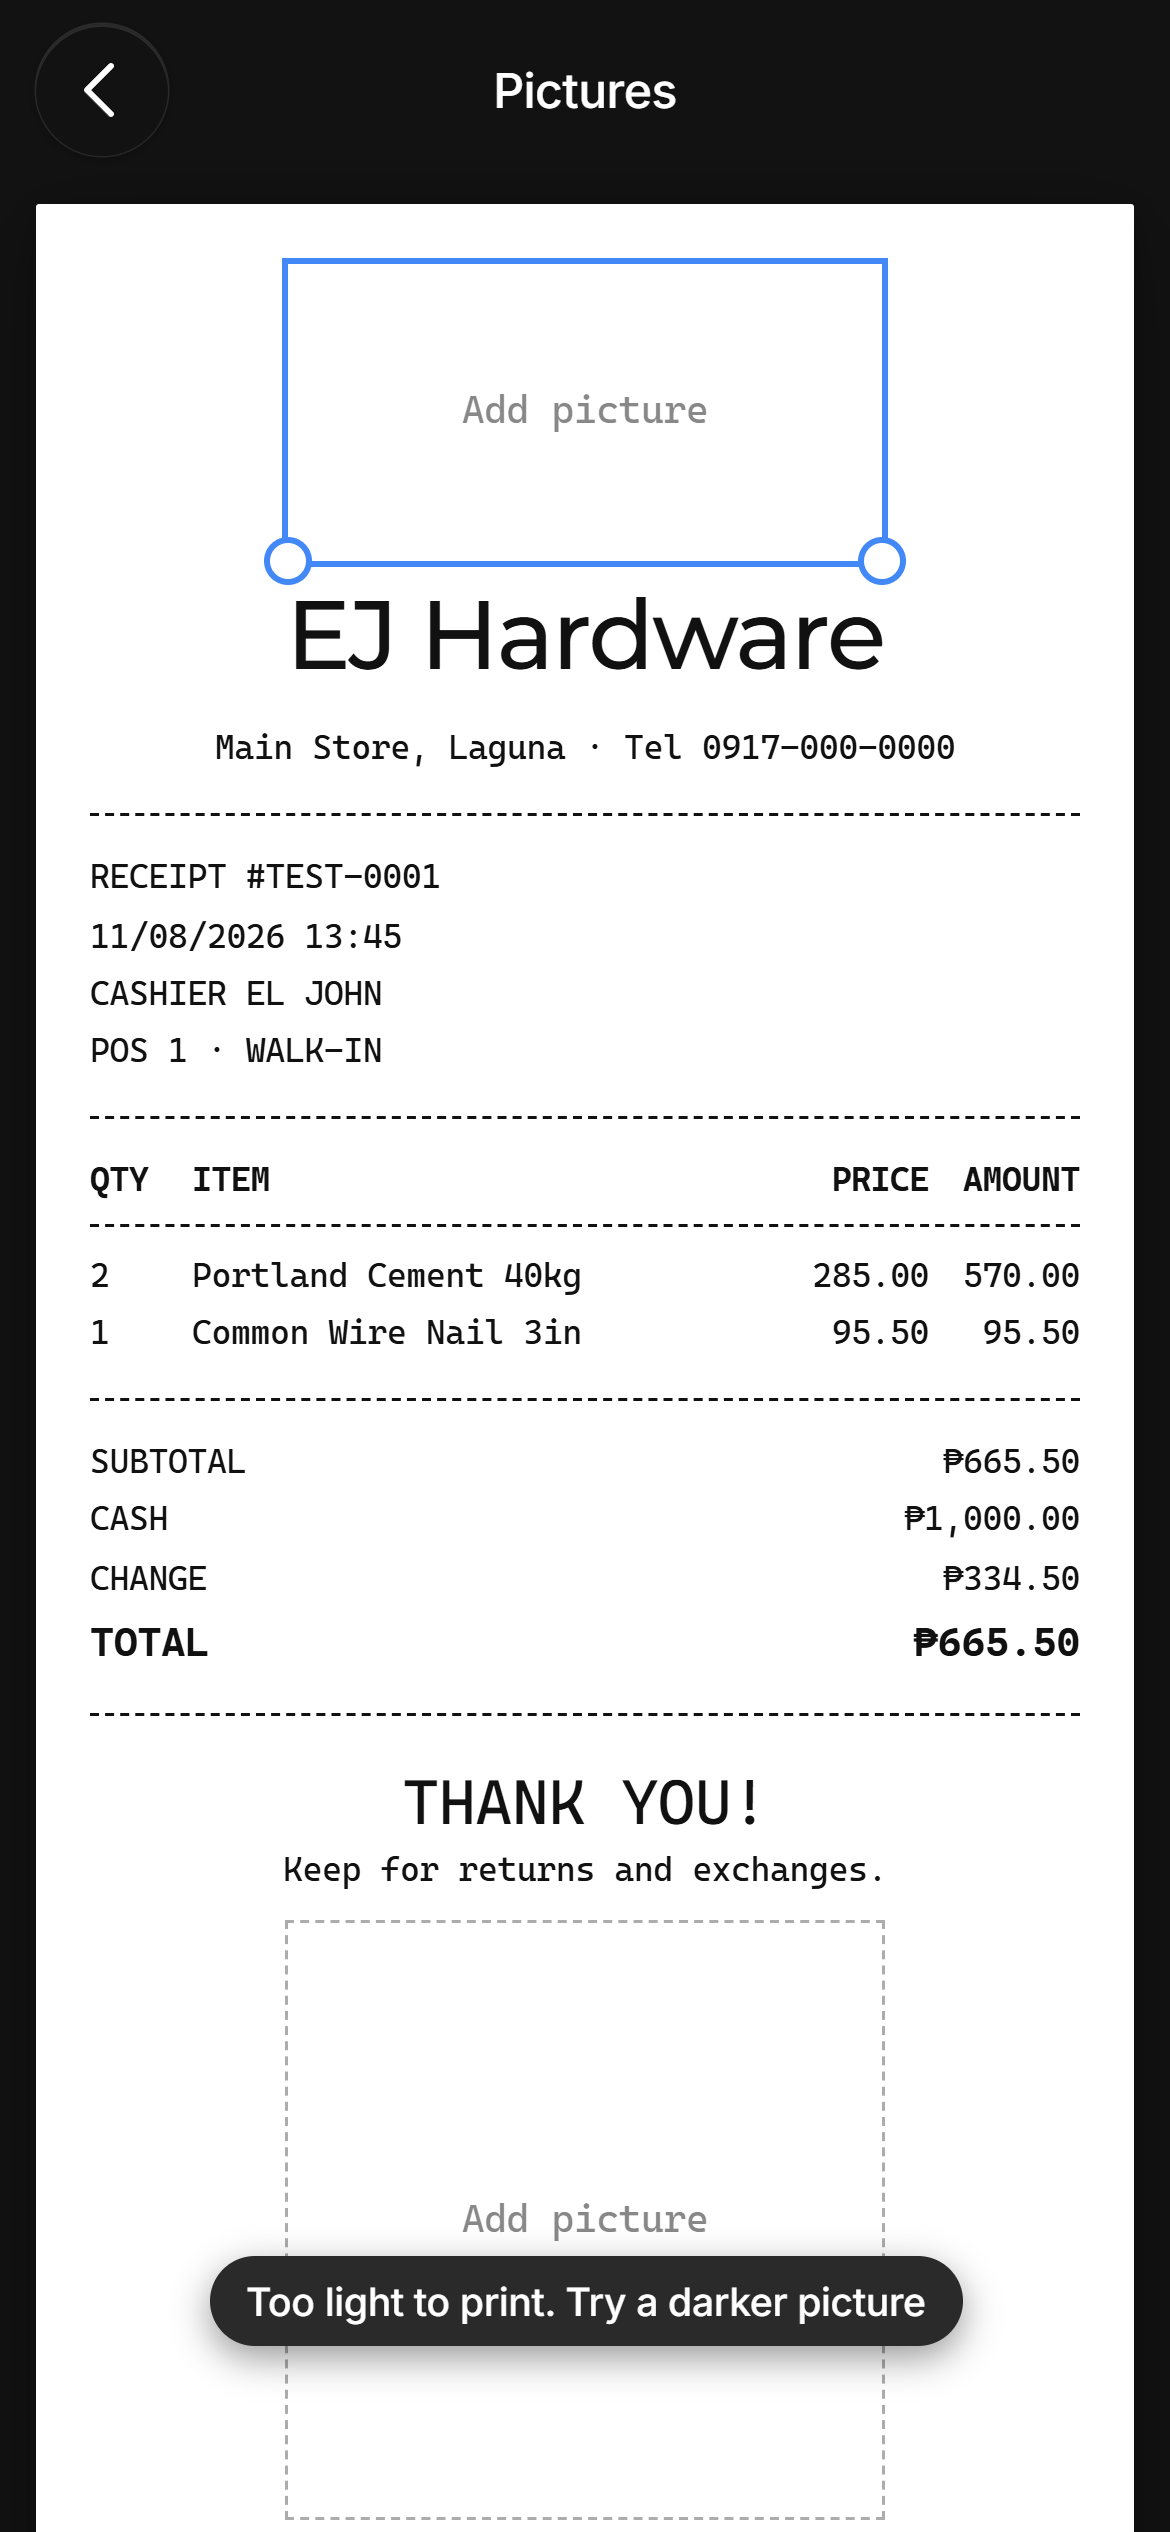 Pictures
Add picture
EJ Hardware
Main Store, Laguna · Tel 0917-000-0000
RECEIPT #TEST-0001
11/08/2026 13:45
CASHIER EL JOHN
POS 1 · WALK-IN
QTY ITEM PRICE AMOUNT
2 Portland Cement 40kg 285.00 570.00
1 Common Wire Nail 3in 95.50 95.50
SUBTOTAL ₱665.50
CASH ₱1,000.00
CHANGE ₱334.50
TOTAL ₱665.50
THANK YOU!
Keep for returns and exchanges.
Add picture
Too light to print. Try a darker picture